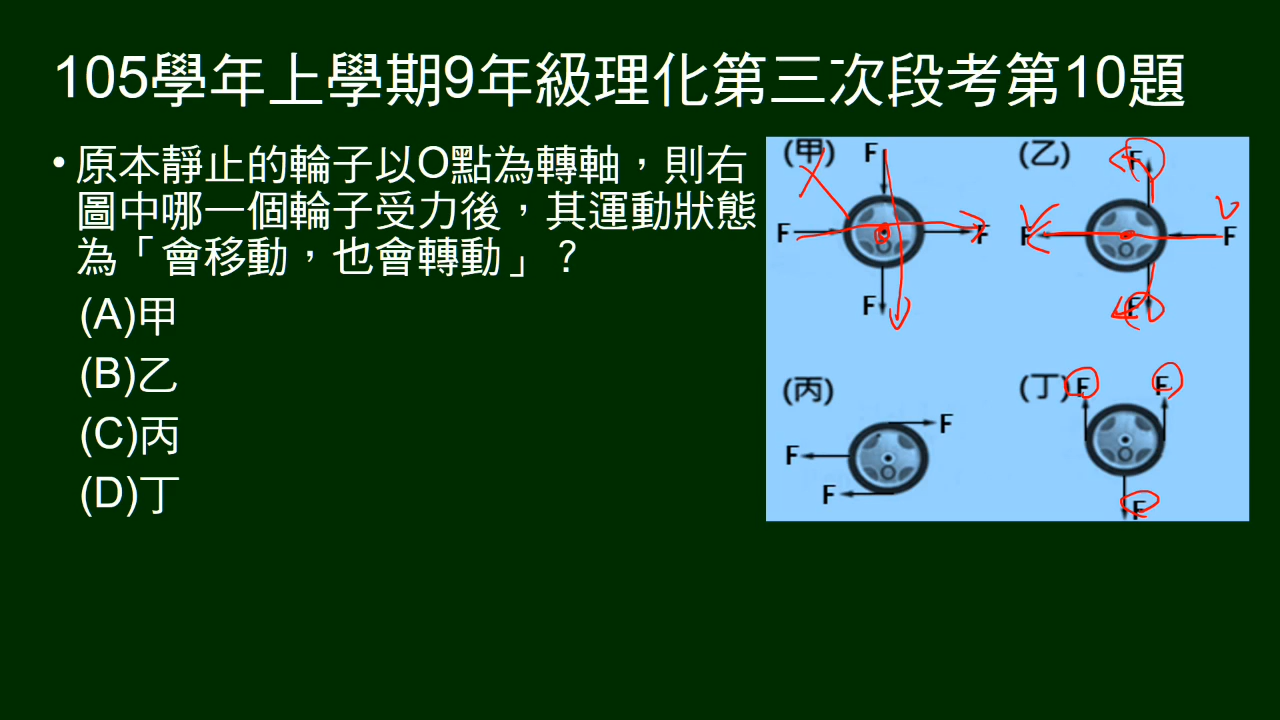 105學年上學期9年級理化第三次段考第10題
• 原本靜止的輪子以O點為轉軸，則右
圖中哪一個輪子受力後，其運動狀態
為「會移動，也會轉動」？
(A)甲
(B)乙
(C)丙
(D)丁
(甲) F
F F
O
F
(乙) F
F F
O
F
(丙)
F
F
O
F
(丁) F F
O
F